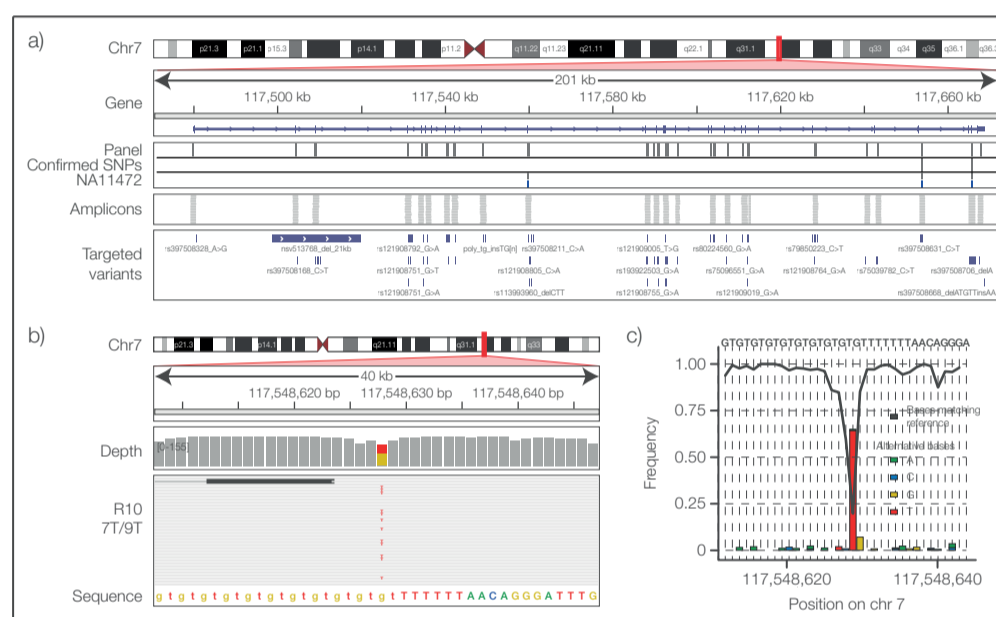 a)
Chr7
p21.3 p21.1 p15.3 p14.1 p11.2 q11.22 q11.23 q21.11 q22.1 q31.1 q33 q34 q35 q36.1 q36.3
201 kb
Gene
117,500 kb 117,540 kb 117,580 kb 117,620 kb 117,660 kb
Panel
Confirmed SNPs
NA11472
Amplicons
Targeted
variants
rs397508328_A>G nsv513768_del_21kb rs121908792_G>A poly_tg_insTG[n] rs397508211_C>A rs121909005_T>G rs80224560_G>A rs79850223_C>T rs397508631_C>T
rs397508168_C>T rs121908751_G>T rs121908805_C>A rs193922503_G>A rs75096551_G>A rs121908764_G>A rs75039782_C>T rs397508706_delA
rs121908751_G>A rs113993960_delCTT rs121908755_G>A rs121909019_G>A rs397508668_delATGTTinsAA
b)
Chr7
p21.3 p14.1 q21.11 q31.1 q33
40 kb
117,548,620 bp 117,548,630 bp 117,548,640 bp
Depth
[0-155]
R10
7T/9T
Sequence
g t g t g t g t g t g t g t g t g t g t t T T T T T T A A C A G G G A T T T G
c)
GTGTGTGTGTGTGTGTGTGTTTTTTTAACAGGGA
Frequency
1.00
0.75
0.50
0.25
0
Bases matching
reference
Alternative bases
A
C
G
T
117,548,620 117,548,640
Position on chr 7